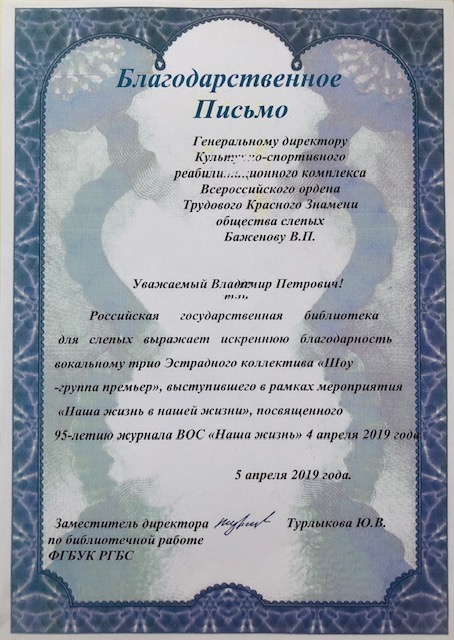 Благодарственное
Письмо
Генеральному директору
Культурно-спортивного
реабилитационного комплекса
Всероссийского ордена
Трудового Красного Знамени
общества слепых
Баженову В.П.
Уважаемый Владимир Петрович!
Российская государственная библиотека
для слепых выражает искреннюю благодарность
вокальному трио Эстрадного коллектива «Шоу
-группа премьер», выступившего в рамках мероприятия
«Наша жизнь в нашей жизни», посвященного
95-летию журнала ВОС «Наша жизнь» 4 апреля 2019 года
5 апреля 2019 года.
Заместитель директора Турлыкова Ю.В.
по библиотечной работе
ФГБУК РГБС